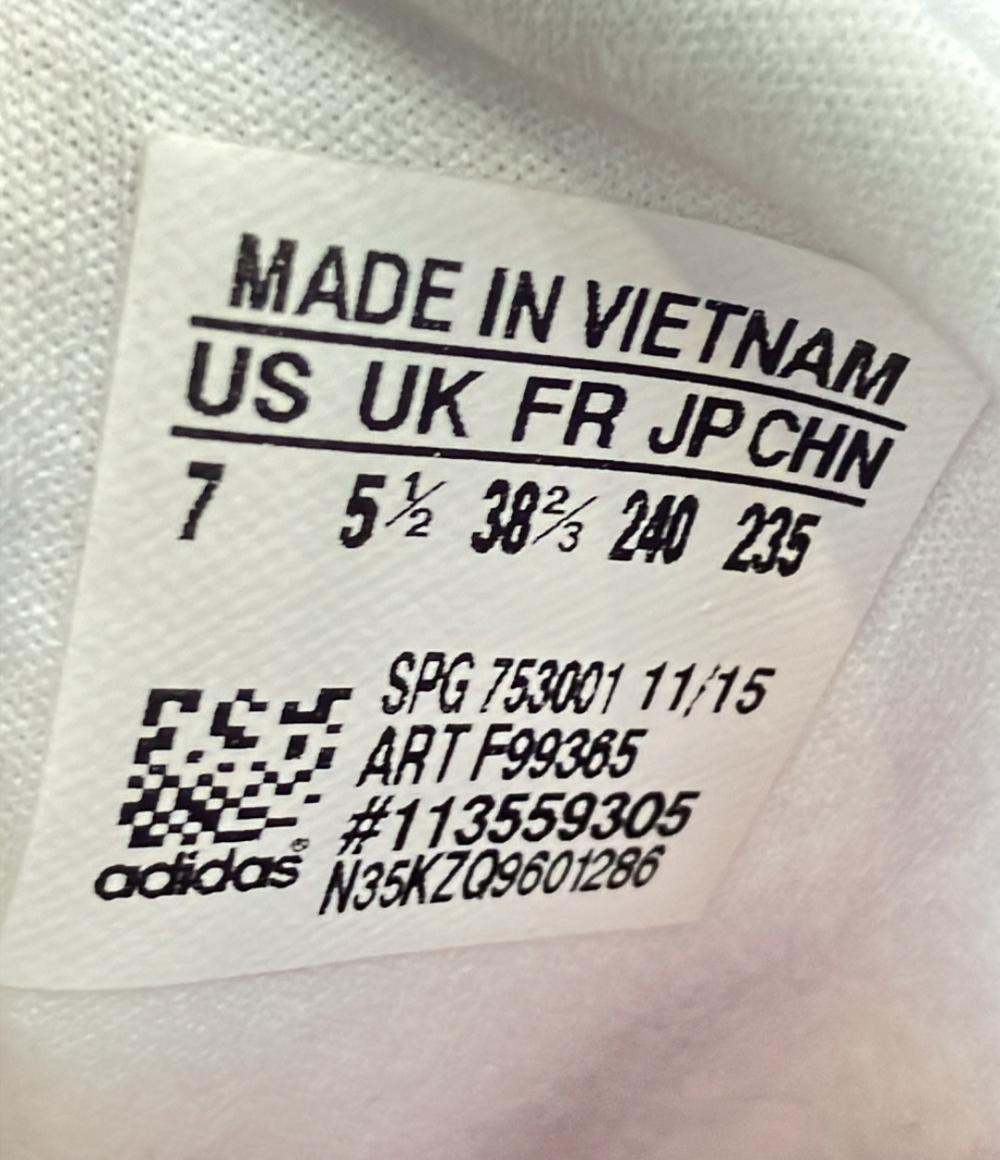 MADE IN VIETNAM
US UK FR JP CHN
7 5½ 38⅔ 240 235
SPG 753001 11/15
ART F99365
#113559305
adidas® N35KZQ9601286